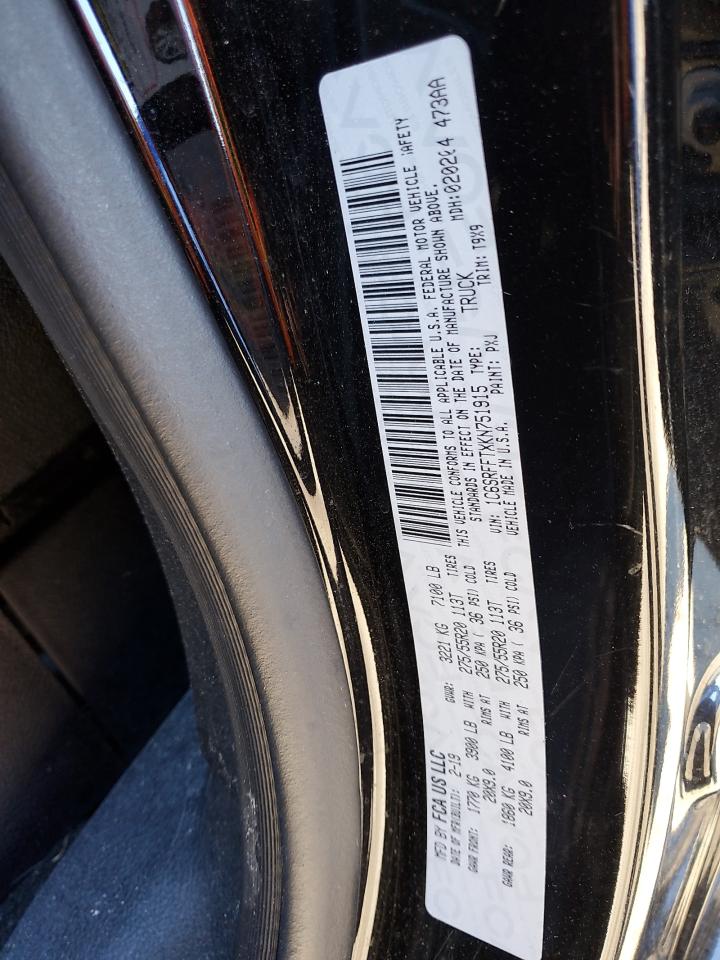 MFD BY FCA US LLC
DATE OF MFR(BUILT): 2-19 GVWR: 3221 KG 7100 LB
GAWR FRONT: 1770 KG 3900 LB WITH 275/55R20 113T TIRES
20X9.0 RIMS AT 250 KPA ( 36 PSI) COLD
GAWR REAR: 1860 KG 4100 LB WITH 275/55R20 113T TIRES
20X9.0 RIMS AT 250 KPA ( 36 PSI) COLD
THIS VEHICLE CONFORMS TO ALL APPLICABLE U.S.A. FEDERAL MOTOR VEHICLE SAFETY
STANDARDS IN EFFECT ON THE DATE OF MANUFACTURE SHOWN ABOVE.
VIN: 1C6SRFFTXKN751915 TYPE: TRUCK MDH: 473AA
VEHICLE MADE IN U.S.A. PAINT: PXJ TRIM: T9X9